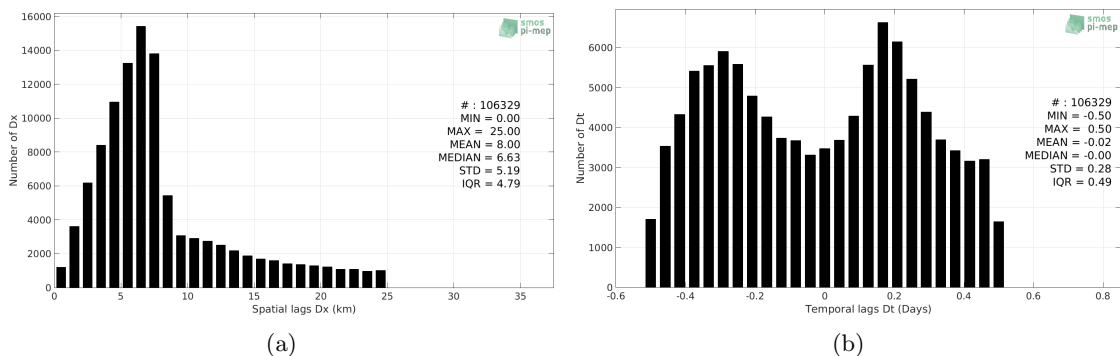 16000
14000
12000
10000
8000
6000
4000
2000
0
Number of Dx
0 5 10 15 20 25 30 35
Spatial lags Dx (km)
smos
pi-mep
# : 106329
MIN = 0.00
MAX = 25.00
MEAN = 8.00
MEDIAN = 6.63
STD = 5.19
IQR = 4.79
(a)
6000
5000
4000
3000
2000
1000
0
Number of Dt
-0.6 -0.4 -0.2 0 0.2 0.4 0.6 0.8
Temporal lags Dt (Days)
smos
pi-mep
# : 106329
MIN = -0.50
MAX = 0.50
MEAN = -0.02
MEDIAN = -0.00
STD = 0.28
IQR = 0.49
(b)